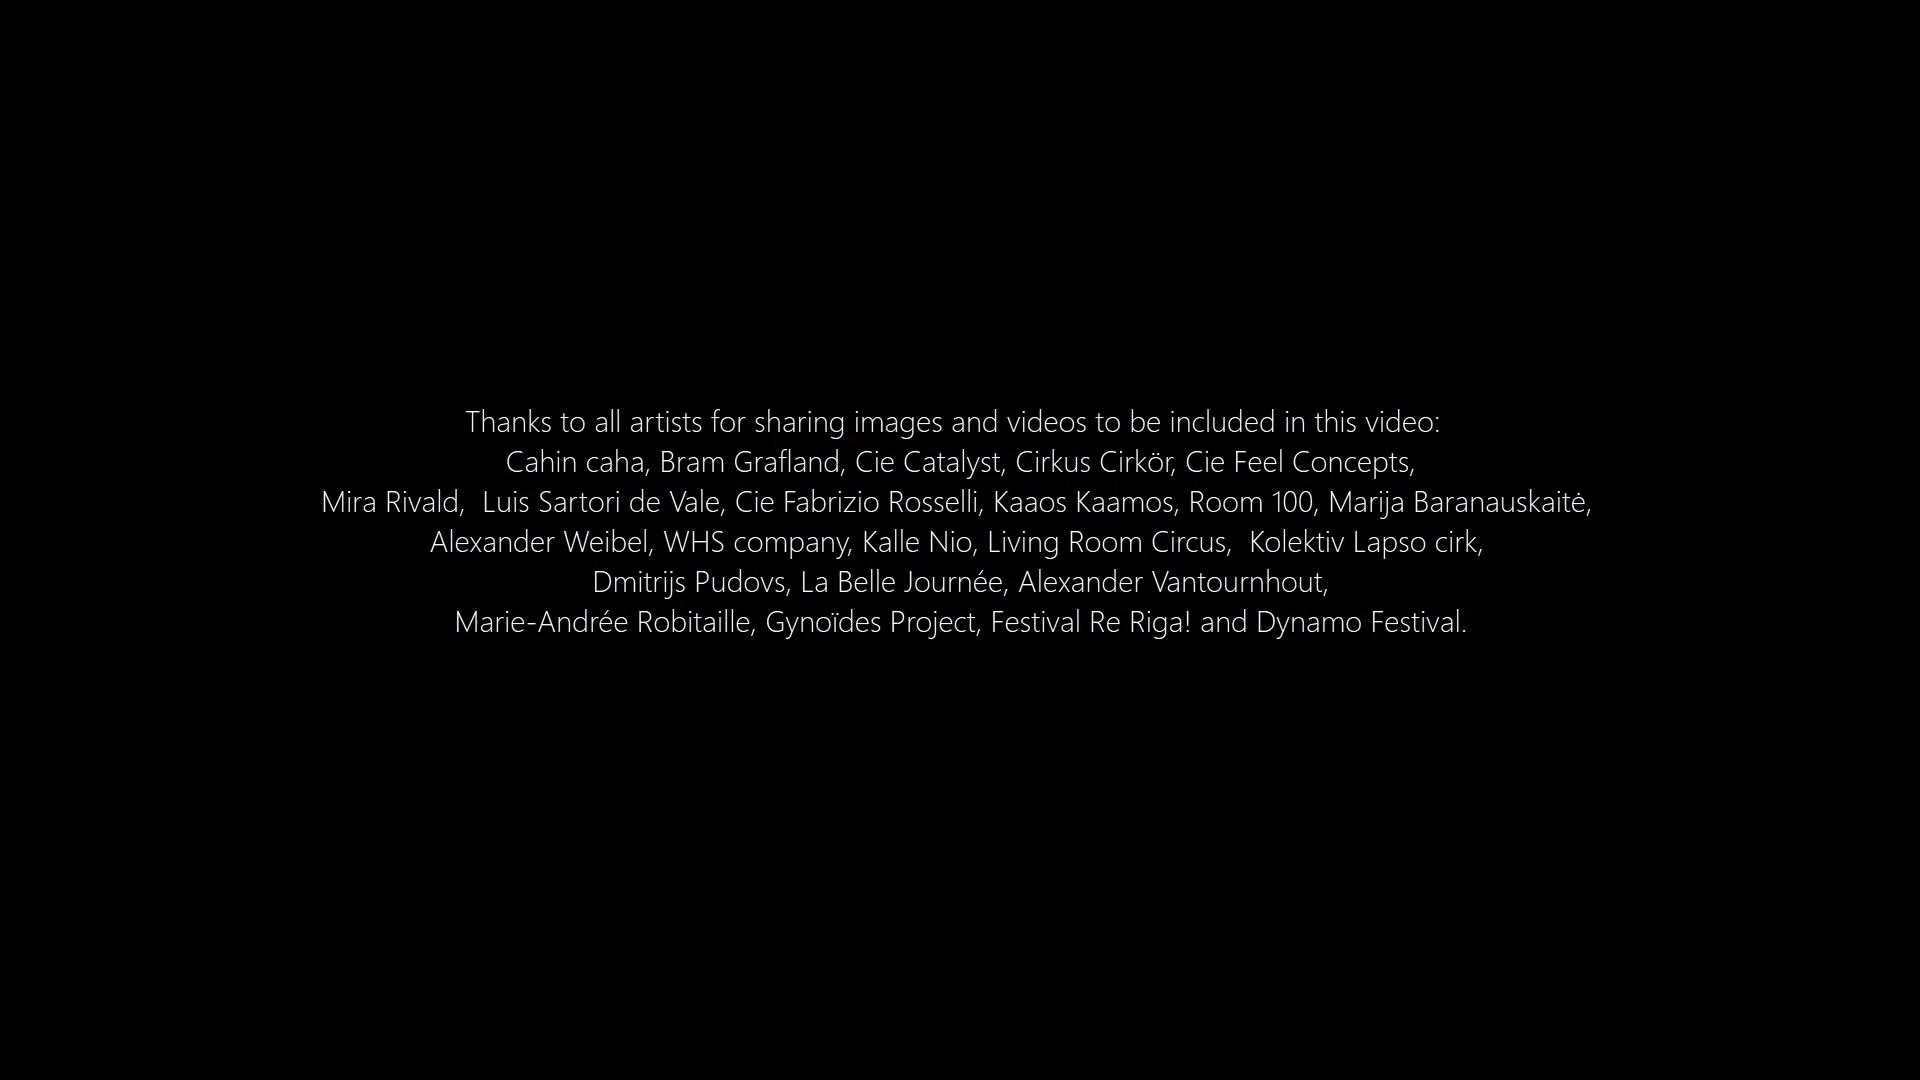 Thanks to all artists for sharing images and videos to be included in this video:
Cahin caha, Bram Grafland, Cie Catalyst, Cirkus Cirkör, Cie Feel Concepts,
Mira Rivald,  Luis Sartori de Vale, Cie Fabrizio Rosselli, Kaaos Kaamos, Room 100, Marija Baranauskaitė,
Alexander Weibel, WHS company, Kalle Nio, Living Room Circus,  Kolektiv Lapso cirk,
Dmitrijs Pudovs, La Belle Journée, Alexander Vantournhout,
Marie-Andrée Robitaille, Gynoïdes Project, Festival Re Riga! and Dynamo Festival.